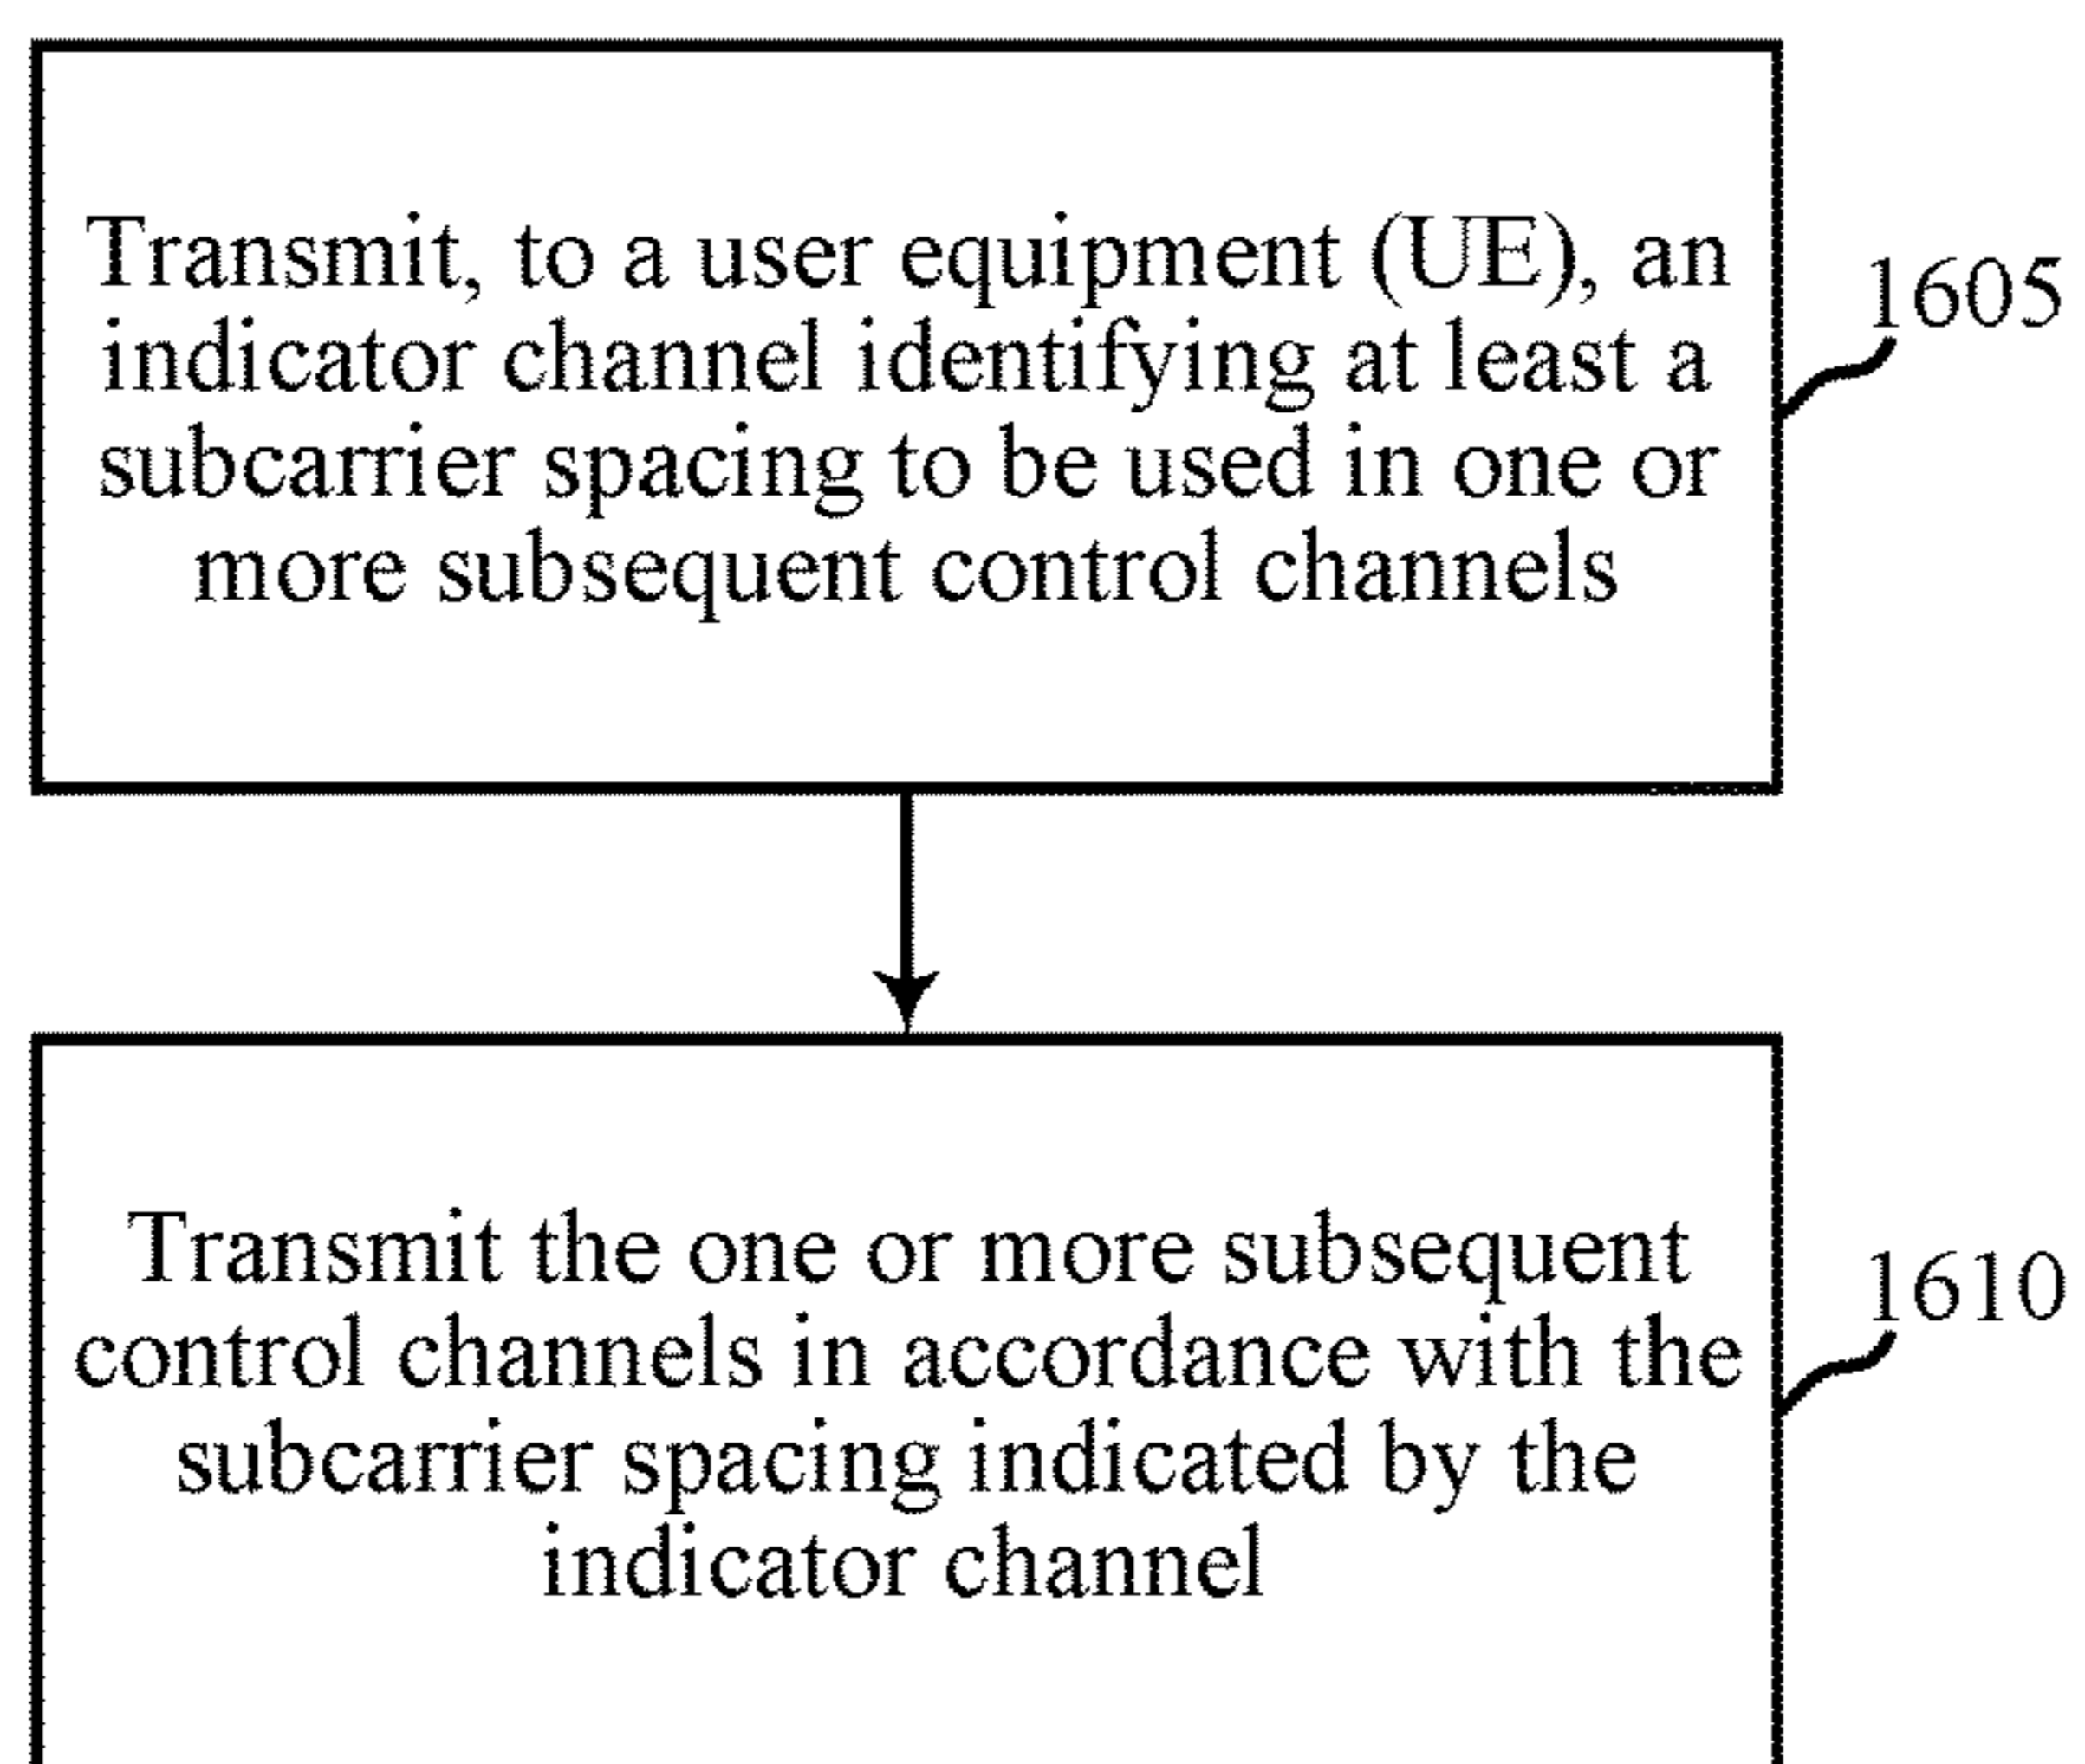 Transmit, to a user equipment (UE), an
indicator channel identifying at least a
subcarrier spacing to be used in one or
more subsequent control channels
1605
Transmit the one or more subsequent
control channels in accordance with the
subcarrier spacing indicated by the
indicator channel
1610